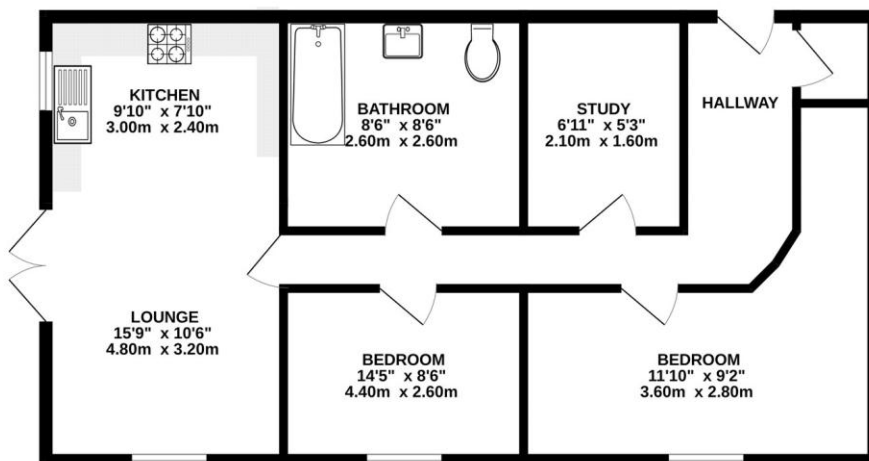 KITCHEN
9'10" x 7'10"
3.00m x 2.40m
BATHROOM
8'6" x 8'6"
2.60m x 2.60m
STUDY
6'11" x 5'3"
2.10m x 1.60m
HALLWAY
LOUNGE
15'9" x 10'6"
4.80m x 3.20m
BEDROOM
14'5" x 8'6"
4.40m x 2.60m
BEDROOM
11'10" x 9'2"
3.60m x 2.80m